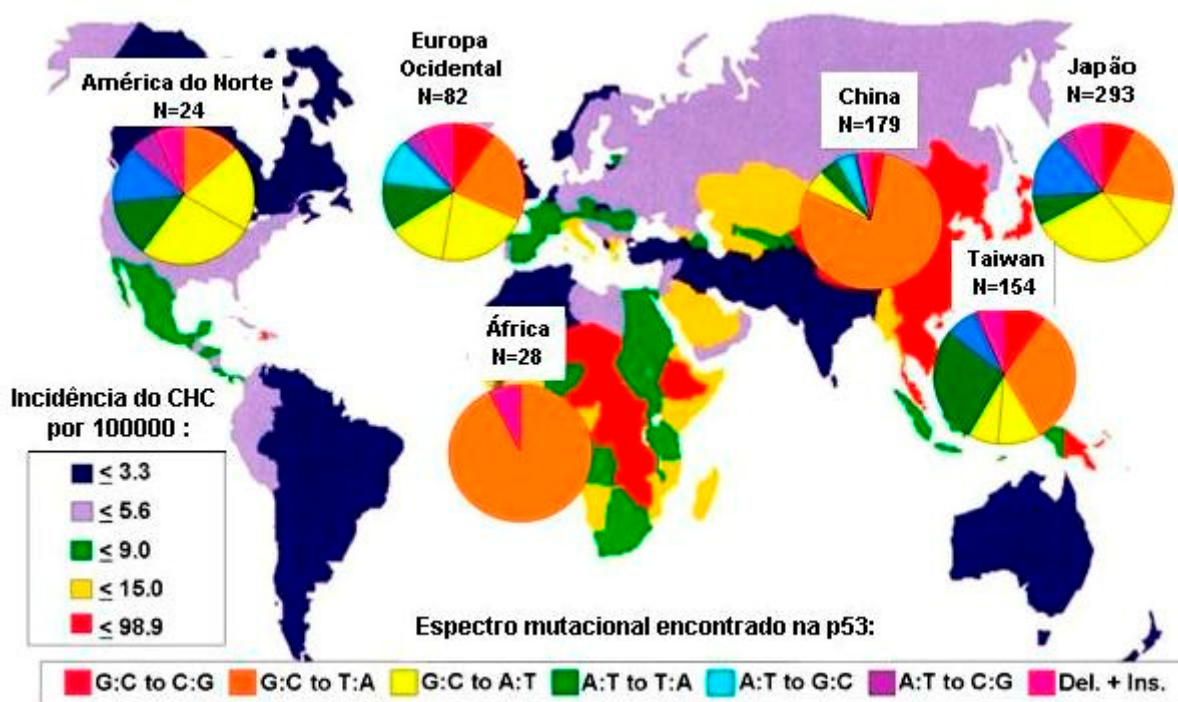 América do Norte
N=24
Europa
Ocidental
N=82
China
N=179
Japão
N=293
Taiwan
N=154
África
N=28
Incidência do CHC
por 100000 :
≤ 3.3
≤ 5.6
≤ 9.0
≤ 15.0
≤ 98.9
Espectro mutacional encontrado na p53:
G:C to C:G G:C to T:A G:C to A:T A:T to T:A A:T to G:C A:T to C:G Del. + Ins.